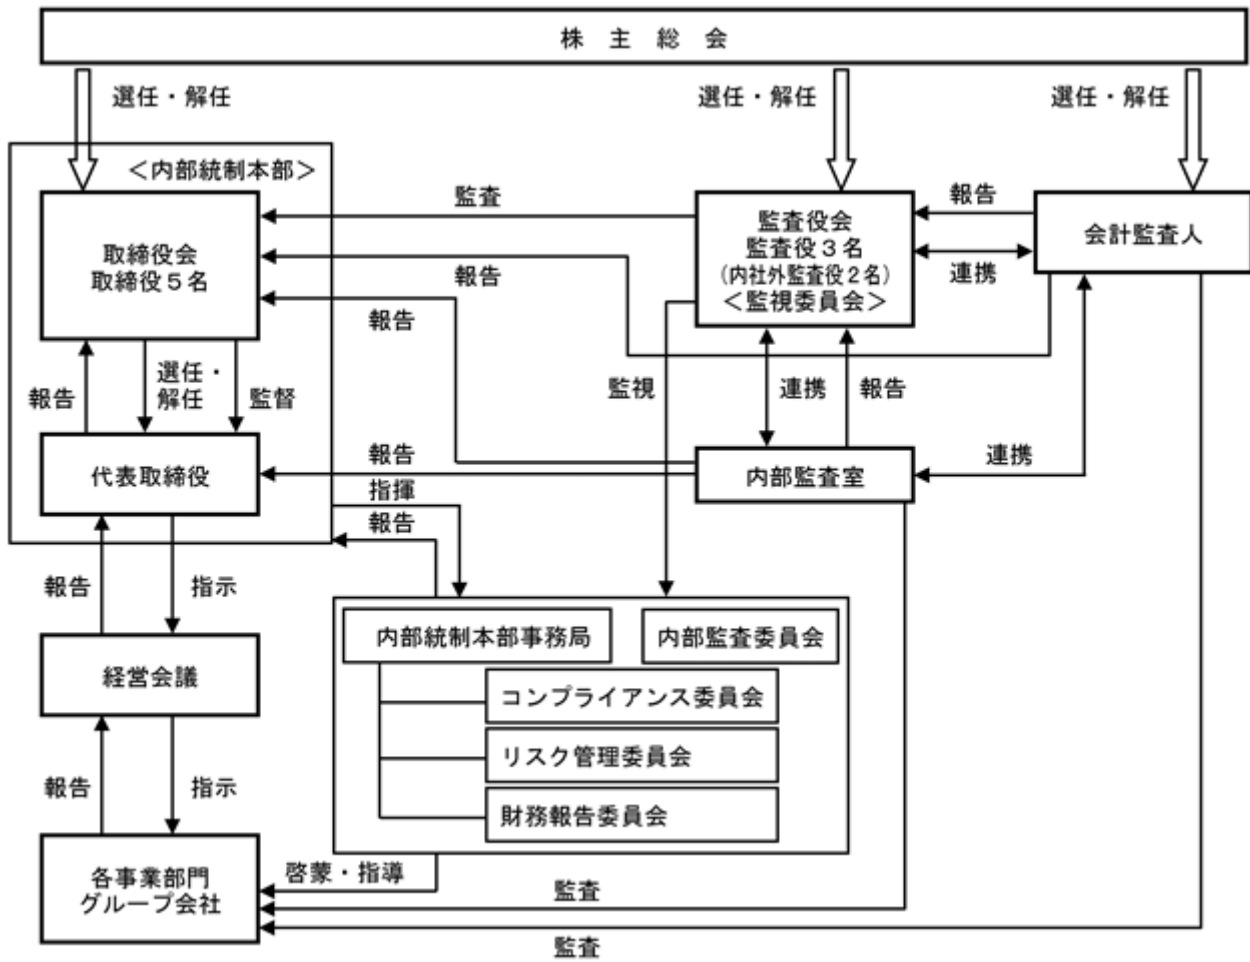 株主総会
選任・解任
選任・解任
選任・解任
＜内部統制本部＞
取締役会
取締役５名
監査
報告
報告
監査役会
監査役３名
（内社外監査役２名）
＜監視委員会＞
報告
連携
会計監査人
報告
選任・
解任
監督
監視
連携
報告
連携
代表取締役
報告
指揮
報告
内部監査室
報告
指示
経営会議
内部統制本部事務局
内部監査委員会
コンプライアンス委員会
リスク管理委員会
財務報告委員会
報告
指示
各事業部門
グループ会社
啓蒙・指導
監査
監査